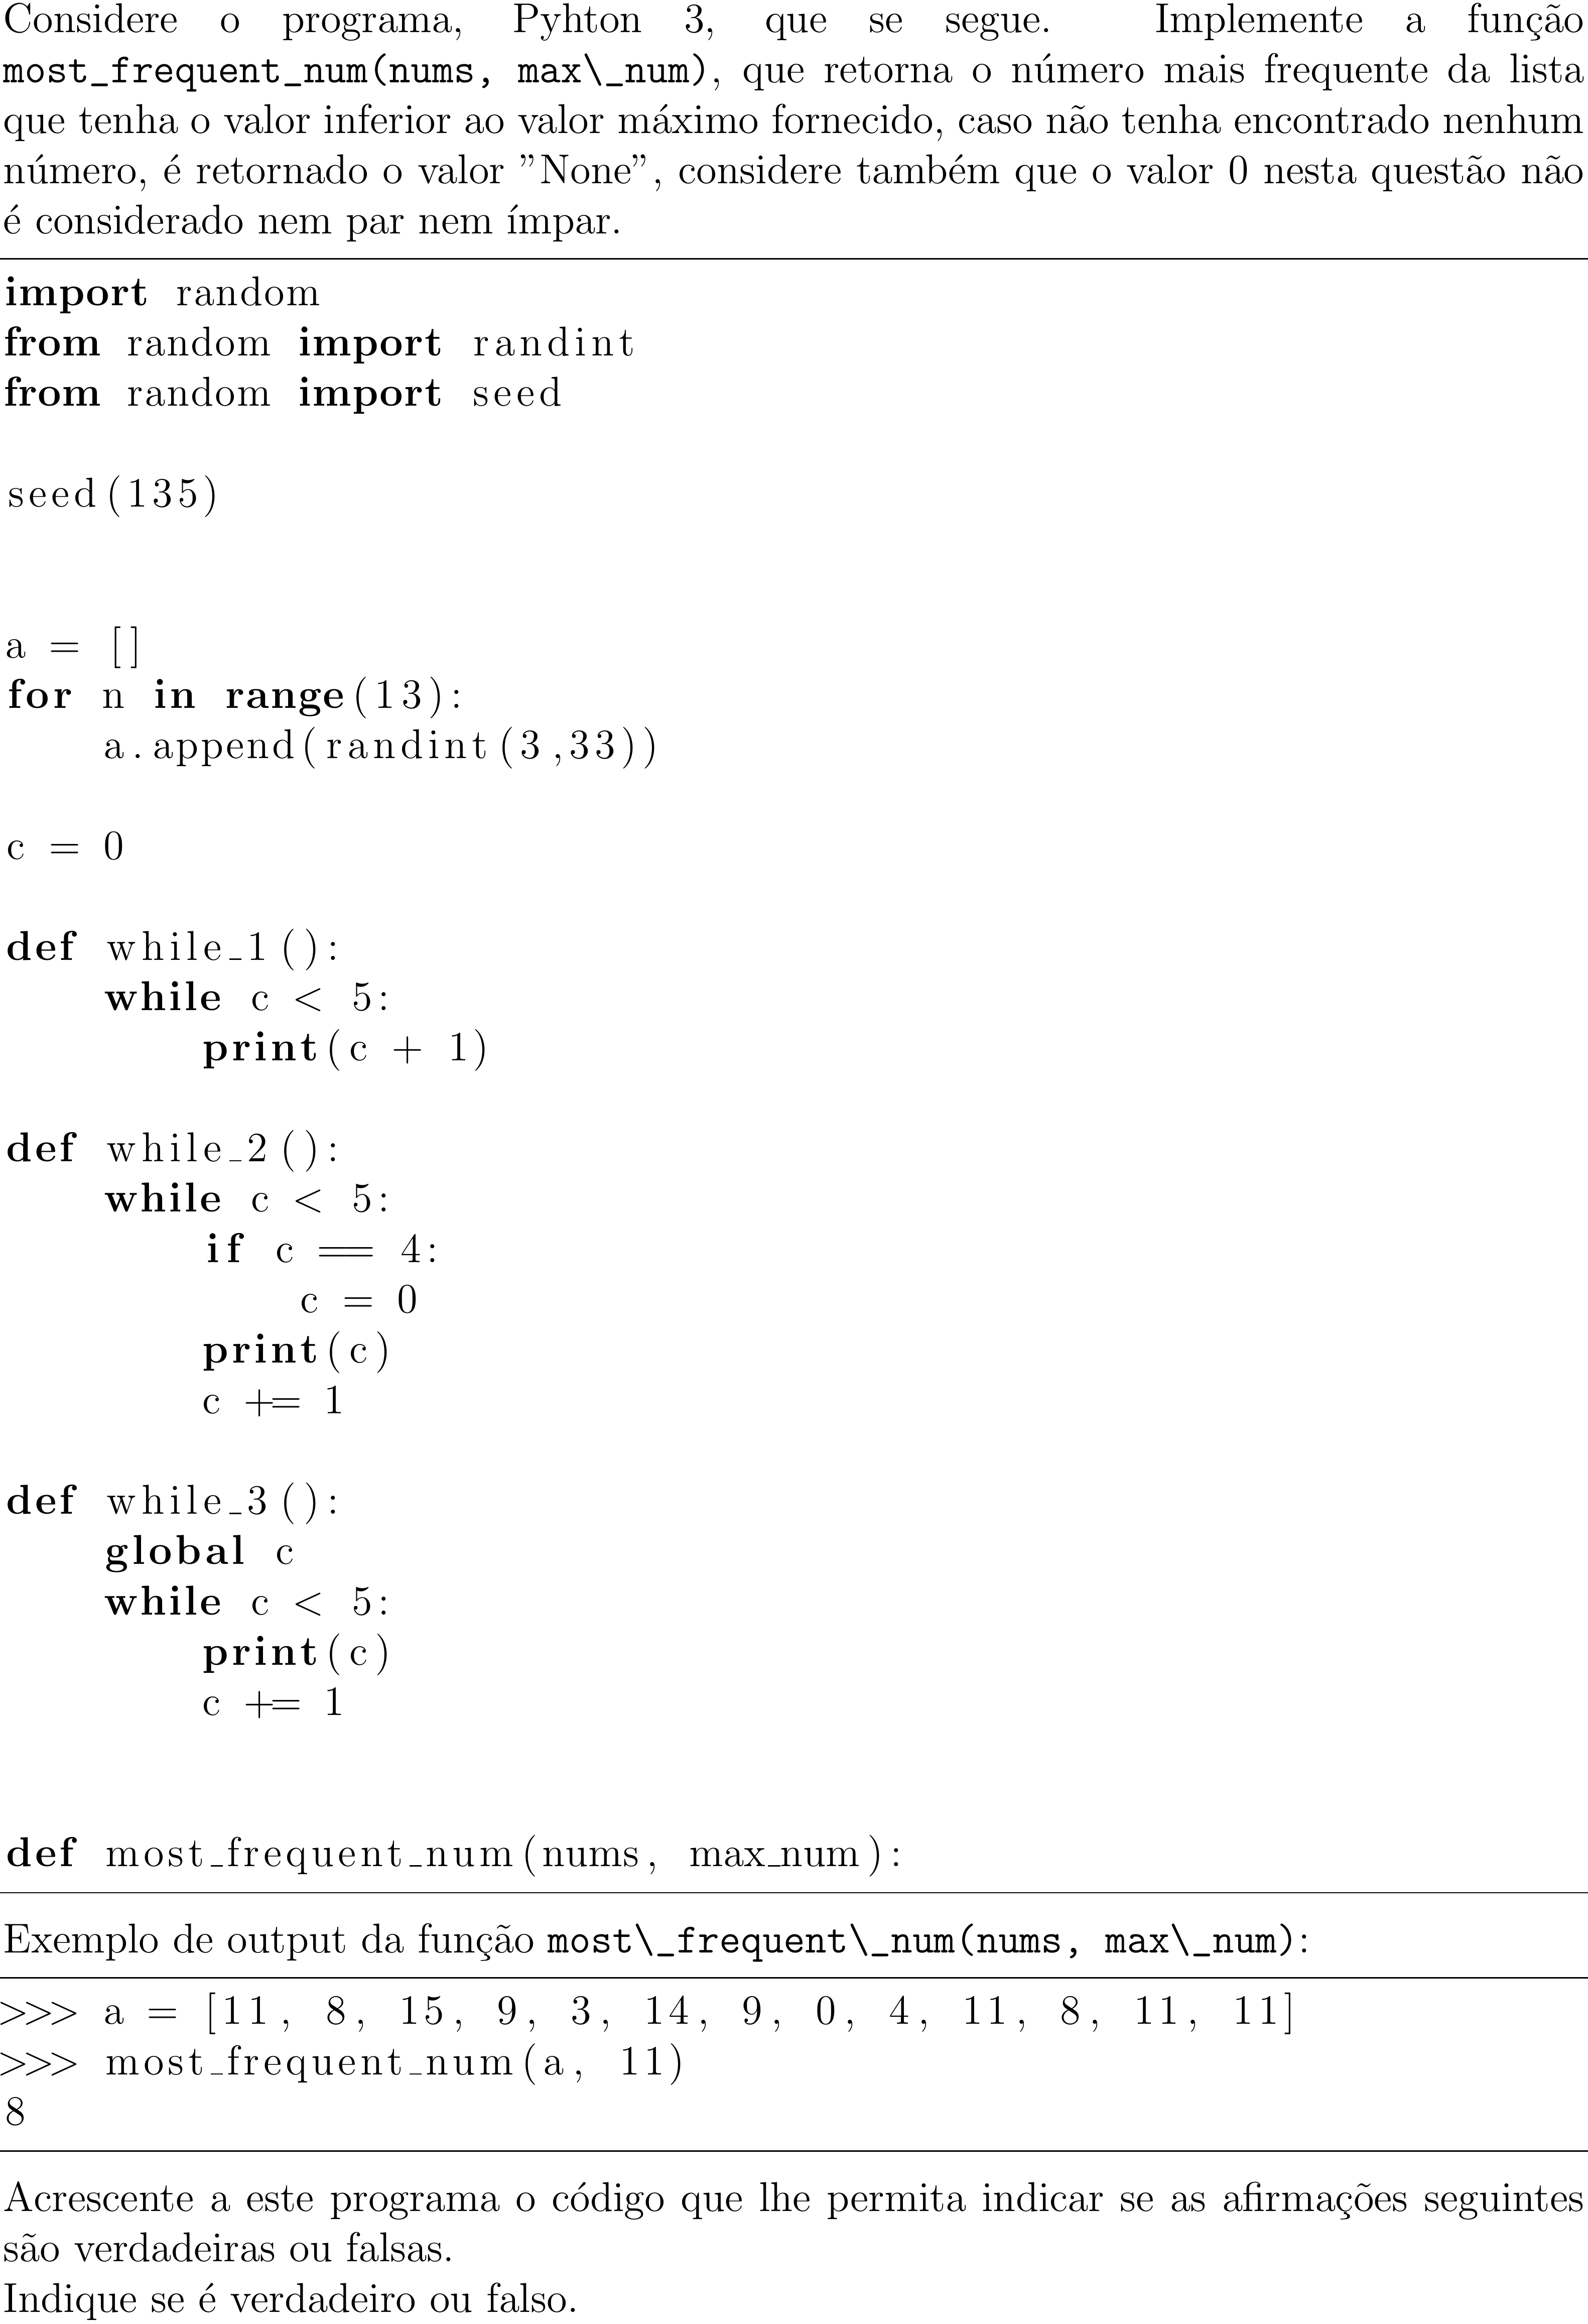 Considere o programa, Pyhton 3, que se segue. Implemente a função
most_frequent_num(nums, max\_num), que retorna o número mais frequente da lista
que tenha o valor inferior ao valor máximo fornecido, caso não tenha encontrado nenhum
número, é retornado o valor ”None”, considere também que o valor 0 nesta questão não
é considerado nem par nem ímpar.
import random
from random import randint
from random import seed
seed(135)
a = []
for n in range(13):
    a.append(randint(3,33))
c = 0
def while_1():
    while c < 5:
        print(c + 1)
def while_2():
    while c < 5:
        if c == 4:
            c = 0
        print(c)
        c += 1
def while_3():
    global c
    while c < 5:
        print(c)
        c += 1
def most_frequent_num(nums, max_num):
Exemplo de output da função most\_frequent\_num(nums, max\_num):
>>> a = [11, 8, 15, 9, 3, 14, 9, 0, 4, 11, 8, 11, 11]
>>> most_frequent_num(a, 11)
8
Acrescente a este programa o código que lhe permita indicar se as afirmações seguintes
são verdadeiras ou falsas.
Indique se é verdadeiro ou falso.